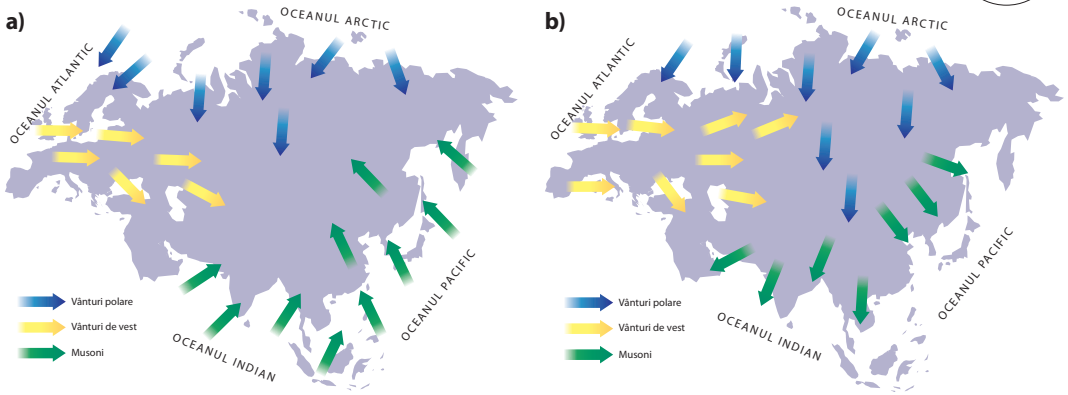 a)
OCEANUL ARCTIC
OCEANUL ATLANTIC
OCEANUL PACIFIC
OCEANUL INDIAN
Vânturi polare
Vânturi de vest
Musoni
b)
OCEANUL ARCTIC
OCEANUL ATLANTIC
OCEANUL PACIFIC
OCEANUL INDIAN
Vânturi polare
Vânturi de vest
Musoni